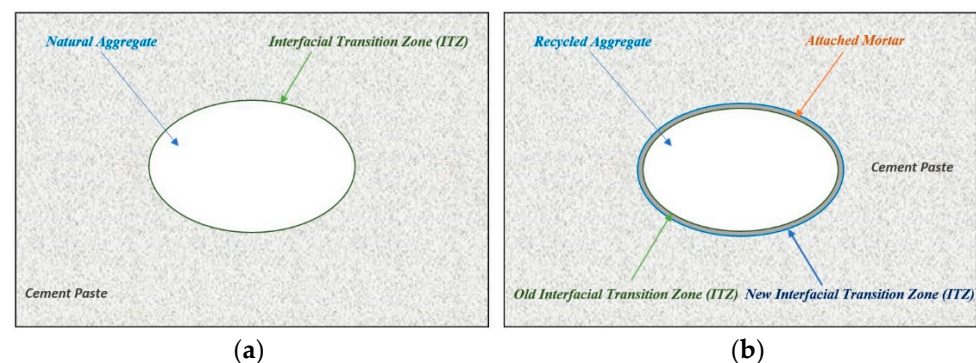 Natural Aggregate
Interfacial Transition Zone (ITZ)
Cement Paste
(a)
Recycled Aggregate
Attached Mortar
Cement Paste
Old Interfacial Transition Zone (ITZ)
New Interfacial Transition Zone (ITZ)
(b)